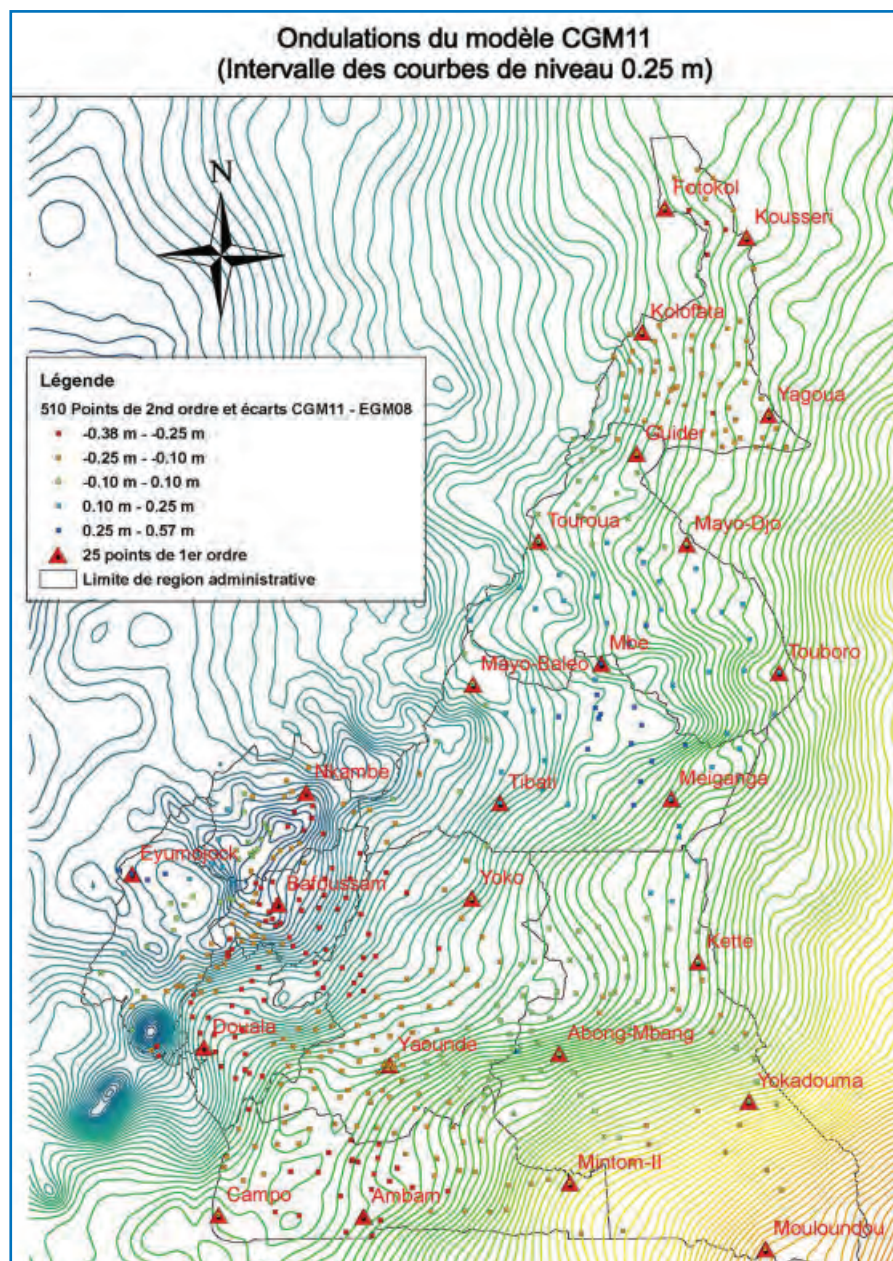 Ondulations du modèle CGM11
(Intervalle des courbes de niveau 0.25 m)
N
Fotokol
Kousseri
Kolofata
Légende
510 Points de 2nd ordre et écarts CGM11 - EGM08
-0.38 m - -0.25 m
-0.25 m - -0.10 m
-0.10 m - 0.10 m
0.10 m - 0.25 m
0.25 m - 0.57 m
25 points de 1er ordre
Limite de region administrative
Yagoua
Guider
Touroua
Mayo-Djo
Mbe
Mayo-Baleo
Touboro
Nkambe
Tibati
Meiganga
Eyumojock
Bafoussam
Yoko
Kette
Douala
Yaounde
Abong-Mbang
Yokadouma
Mintom-II
Campo
Ambam
Mouloundou